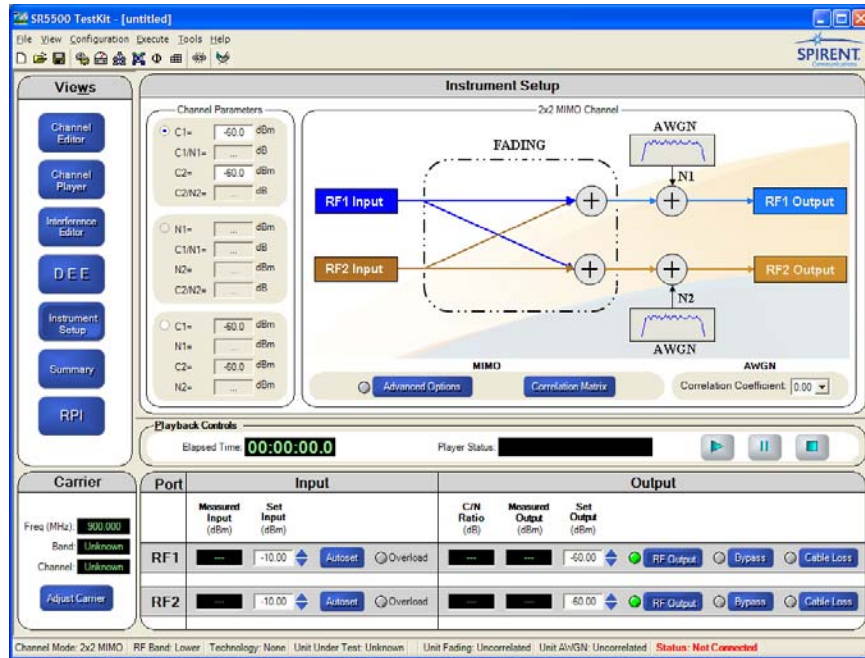 SR5500 TestKit - [untitled]
File View Configuration Execute Tools Help
SPIRENT
Communications
Views
Channel Editor
Channel Player
Interference Editor
D E E
Instrument Setup
Summary
RPI
Instrument Setup
Channel Parameters
C1= -60.0 dBm
C1/N1= ... dB
C2= -60.0 dBm
C2/N2= ... dB
N1= ... dBm
C1/N1= ... dB
N2= ... dBm
C2/N2= ... dB
C1= -60.0 dBm
N1= ... dBm
C2= -60.0 dBm
N2= ... dBm
2x2 MIMO Channel
AWGN
FADING
N1
RF1 Input
RF1 Output
RF2 Input
RF2 Output
N2
AWGN
MIMO
AWGN
Advanced Options
Correlation Matrix
Correlation Coefficient: 0.00
Playback Controls
Elapsed Time: 00:00:00.0
Player Status:
Carrier
Freq (MHz): 900.000
Band: Unknown
Channel: Unknown
Adjust Carrier
Port Input Output
Measured Input (dBm) Set Input (dBm) C/N Ratio (dB) Measured Output (dBm) Set Output (dBm)
RF1 --- -10.00 Autoset Overload --- --- -60.00 RF Output Bypass Cable Loss
RF2 --- -10.00 Autoset Overload --- --- -60.00 RF Output Bypass Cable Loss
Channel Mode: 2x2 MIMO RF Band: Lower Technology: None Unit Under Test: Unknown Unit Fading: Uncorrelated Unit AWGN: Uncorrelated Status: Not Connected